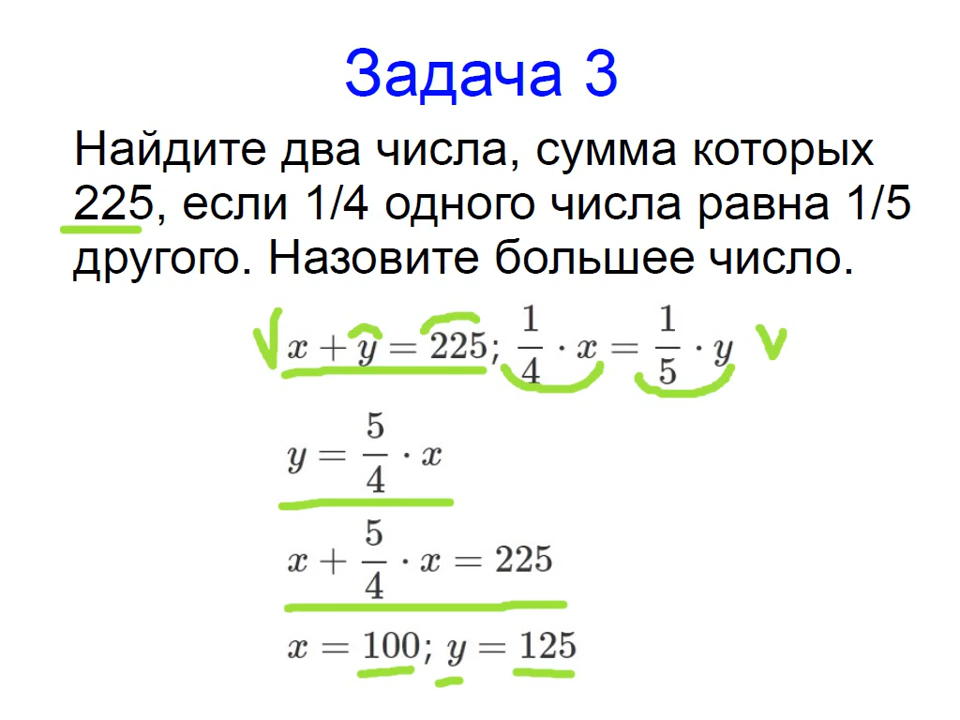 Задача 3
Найдите два числа, сумма которых
225, если 1/4 одного числа равна 1/5
другого. Назовите большее число.
x + y = 225; 1/4 · x = 1/5 · y
y = 5/4 · x
x + 5/4 · x = 225
x = 100; y = 125